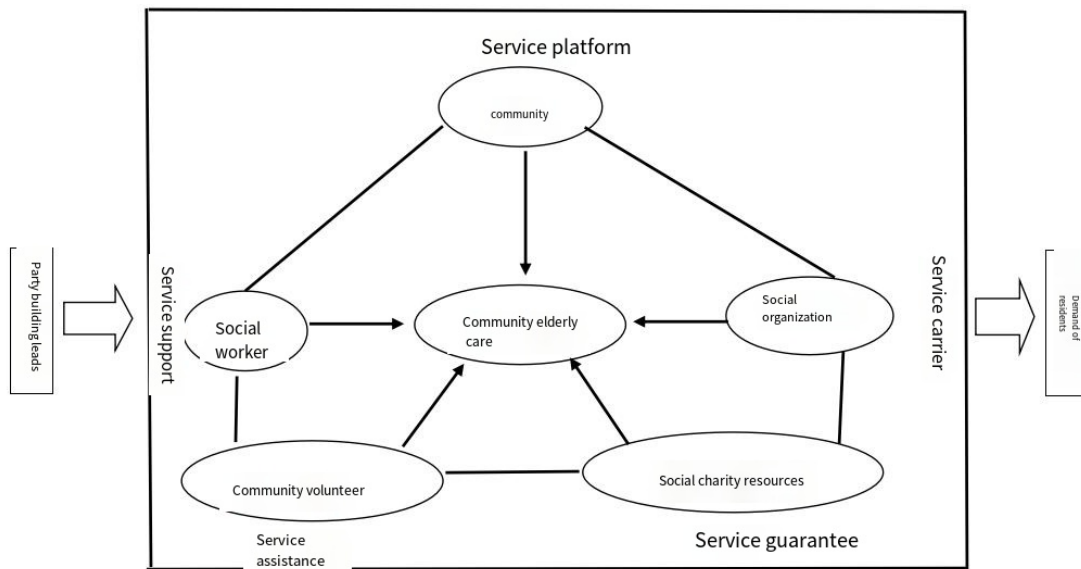 Service platform
community
Party building leads
Service support
Social
worker
Community elderly
care
Social
organization
Service carrier
Demand of
residents
Community volunteer
Social charity resources
Service
assistance
Service guarantee